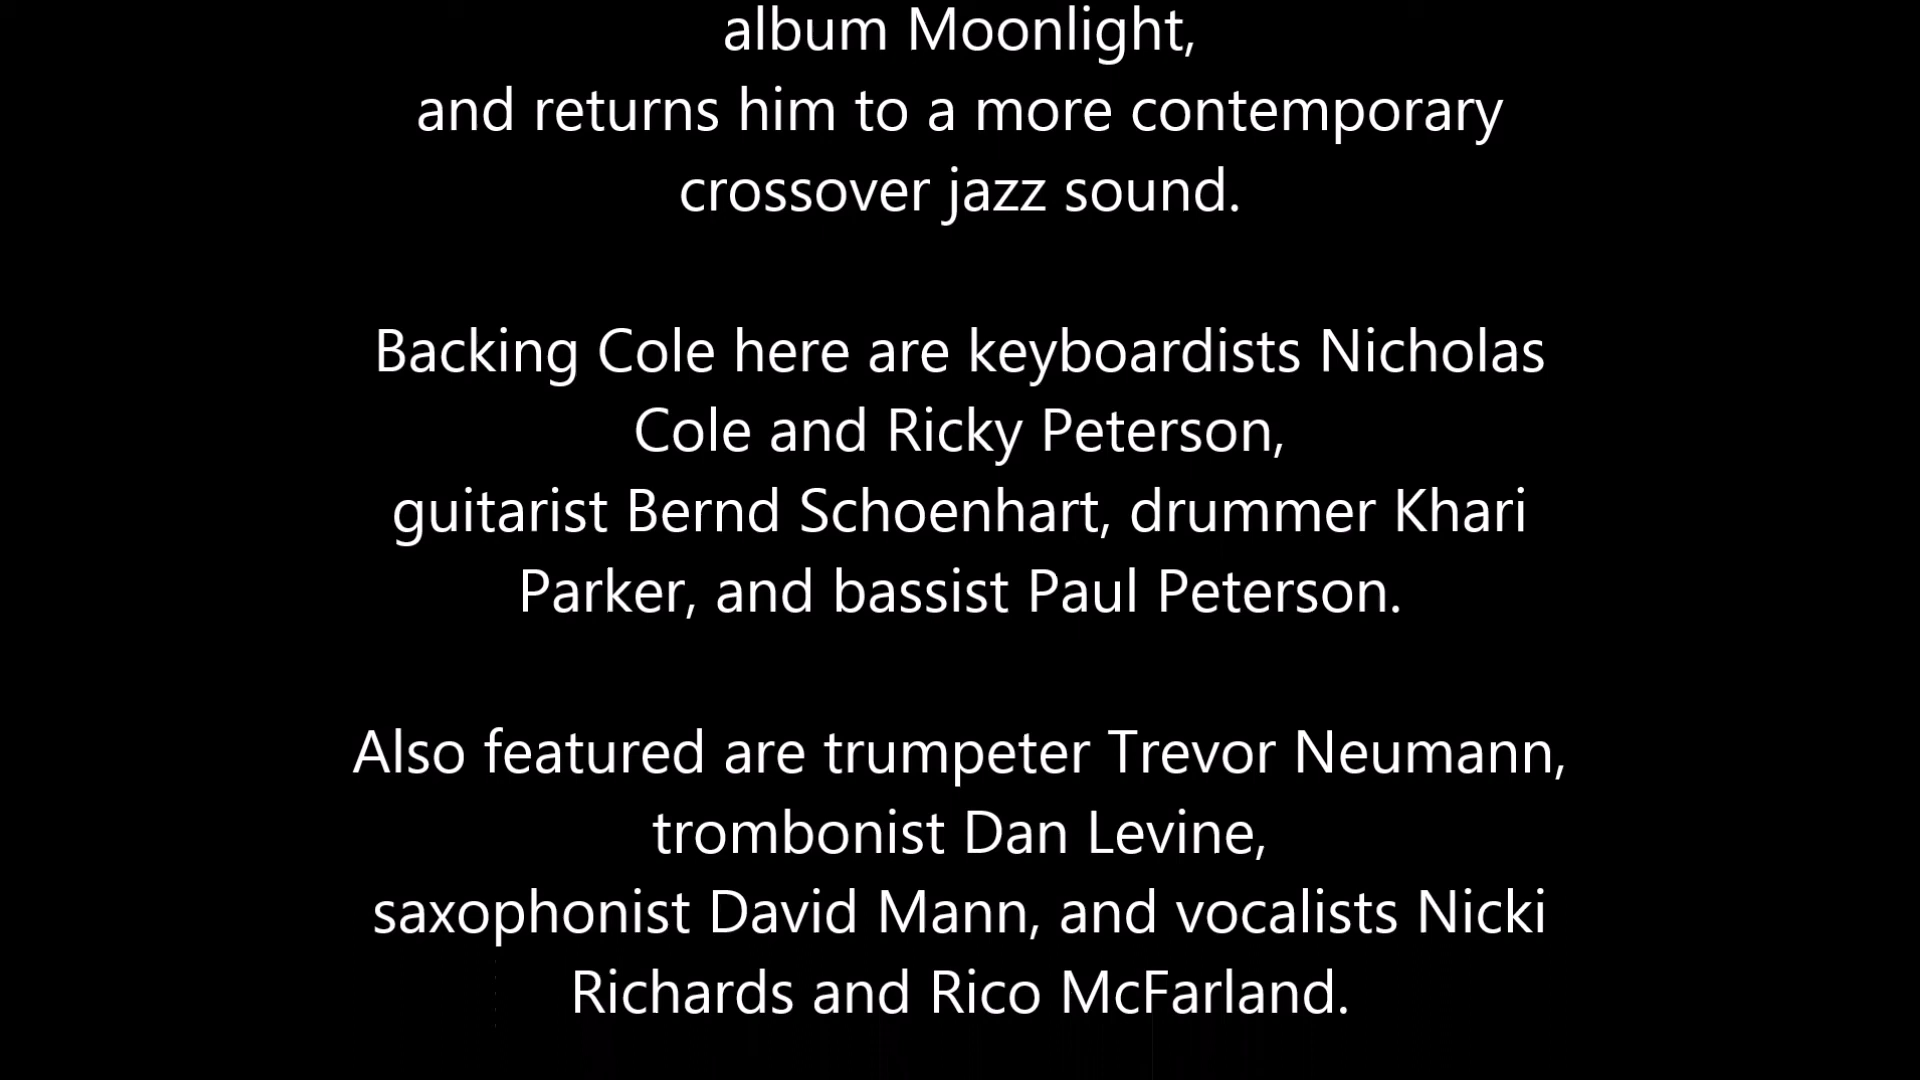 album Moonlight,
and returns him to a more contemporary
crossover jazz sound.
Backing Cole here are keyboardists Nicholas
Cole and Ricky Peterson,
guitarist Bernd Schoenhart, drummer Khari
Parker, and bassist Paul Peterson.
Also featured are trumpeter Trevor Neumann,
trombonist Dan Levine,
saxophonist David Mann, and vocalists Nicki
Richards and Rico McFarland.